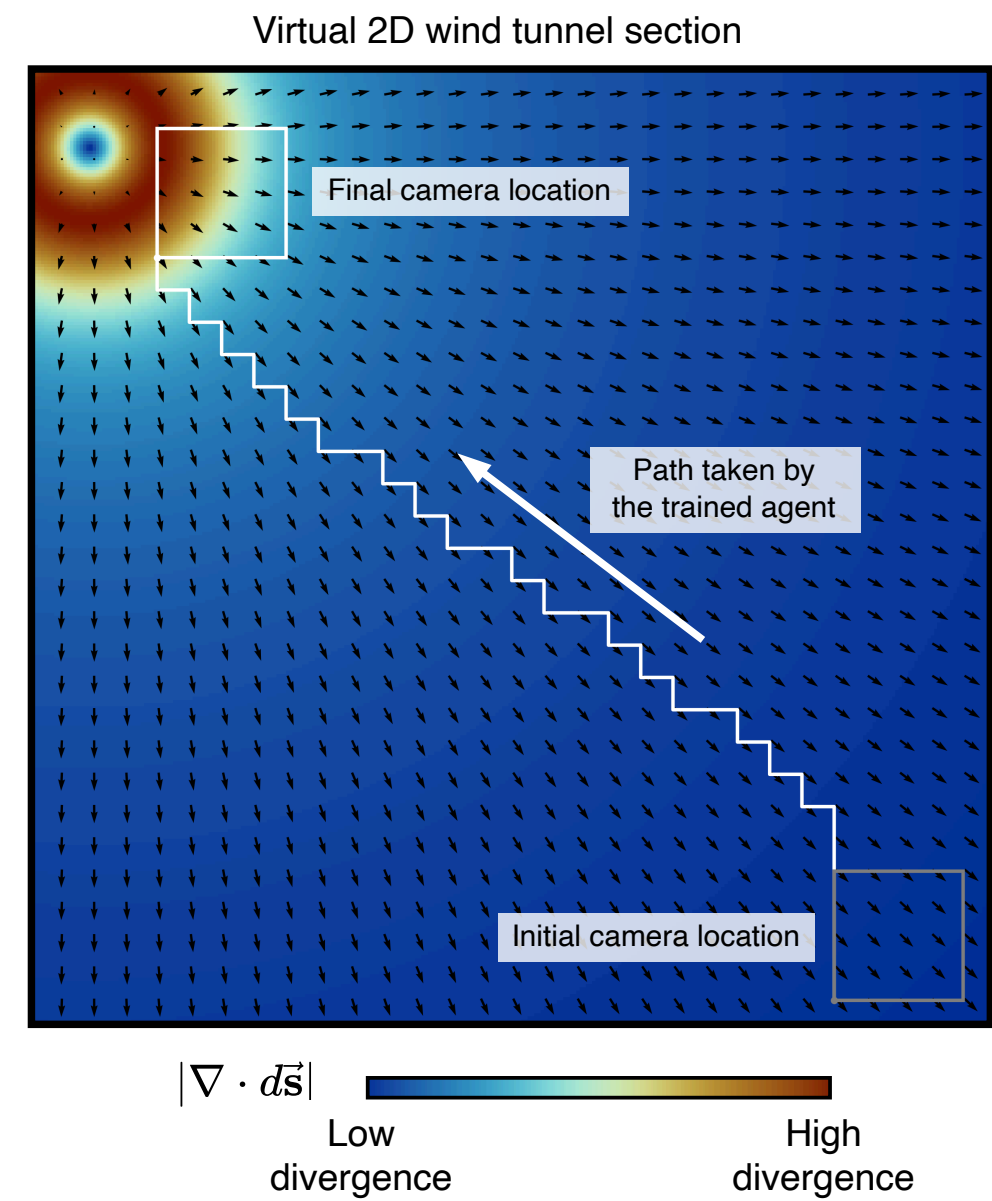 Virtual 2D wind tunnel section
Final camera location
Path taken by
the trained agent
Initial camera location
|∇ · ds⃗|
Low
divergence
High
divergence